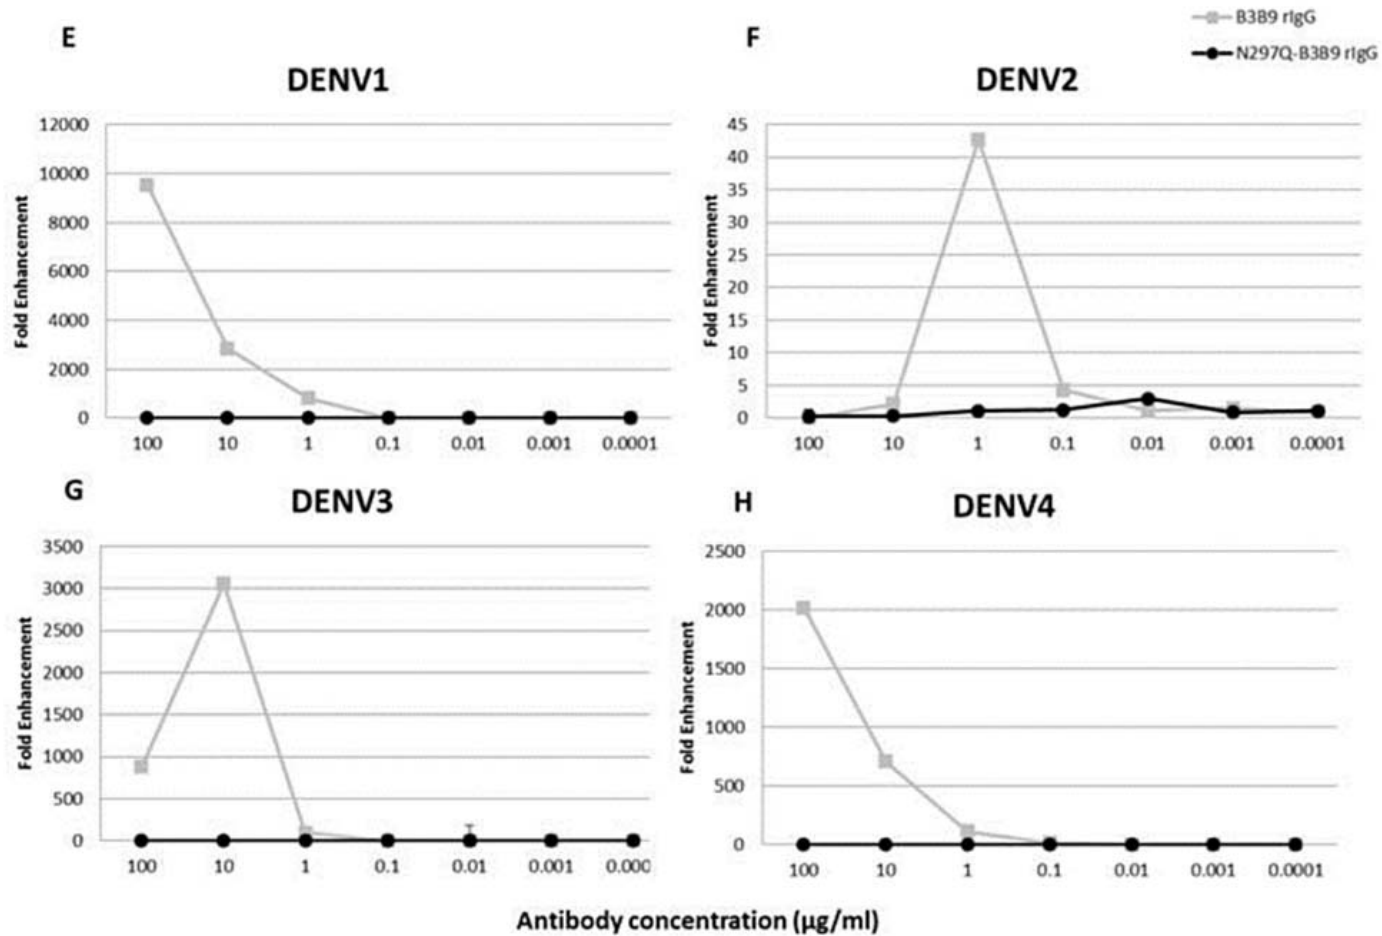 B3B9 rIgG
N297Q-B3B9 rIgG
E
DENV1
12000
10000
8000
6000
4000
2000
0
Fold Enhancement
100 10 1 0.1 0.01 0.001 0.0001
F
DENV2
45
40
35
30
25
20
15
10
5
0
Fold Enhancement
100 10 1 0.1 0.01 0.001 0.0001
G
DENV3
3500
3000
2500
2000
1500
1000
500
0
Fold Enhancement
100 10 1 0.1 0.01 0.001 0.000
H
DENV4
2500
2000
1500
1000
500
0
Fold Enhancement
100 10 1 0.1 0.01 0.001 0.0001
Antibody concentration (µg/ml)